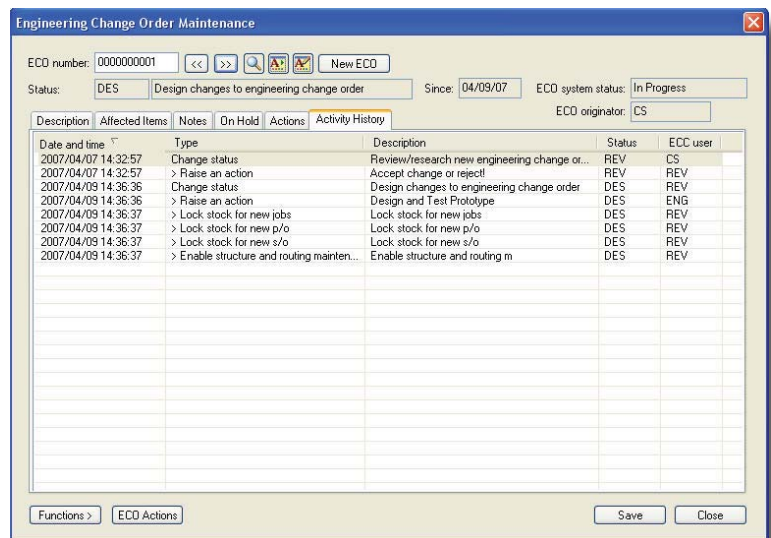 Engineering Change Order Maintenance
ECO number: 0000000001 << >> New ECO
Status: DES Design changes to engineering change order Since: 04/09/07 ECO system status: In Progress
ECO originator: CS
Description Affected Items Notes On Hold Actions Activity History
Date and time Type Description Status ECC user
2007/04/07 14:32:57 Change status Review/research new engineering change or... REV CS
2007/04/07 14:32:57 > Raise an action Accept change or reject! REV REV
2007/04/09 14:36:36 Change status Design changes to engineering change order DES REV
2007/04/09 14:36:36 > Raise an action Design and Test Prototype DES ENG
2007/04/09 14:36:37 > Lock stock for new jobs Lock stock for new jobs DES REV
2007/04/09 14:36:37 > Lock stock for new p/o Lock stock for new p/o DES REV
2007/04/09 14:36:37 > Lock stock for new s/o Lock stock for new s/o DES REV
2007/04/09 14:36:37 > Enable structure and routing mainten... Enable structure and routing m DES REV
Functions > ECO Actions Save Close